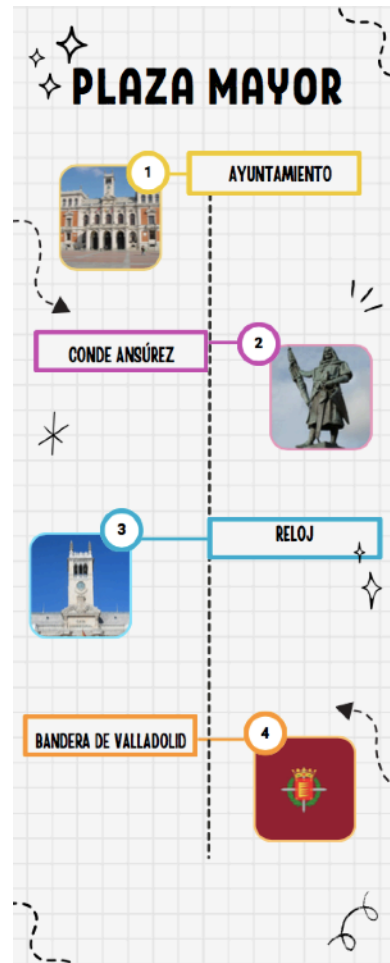 PLAZA MAYOR
1
AYUNTAMIENTO
2
CONDE ANSÚREZ
3
RELOJ
4
BANDERA DE VALLADOLID